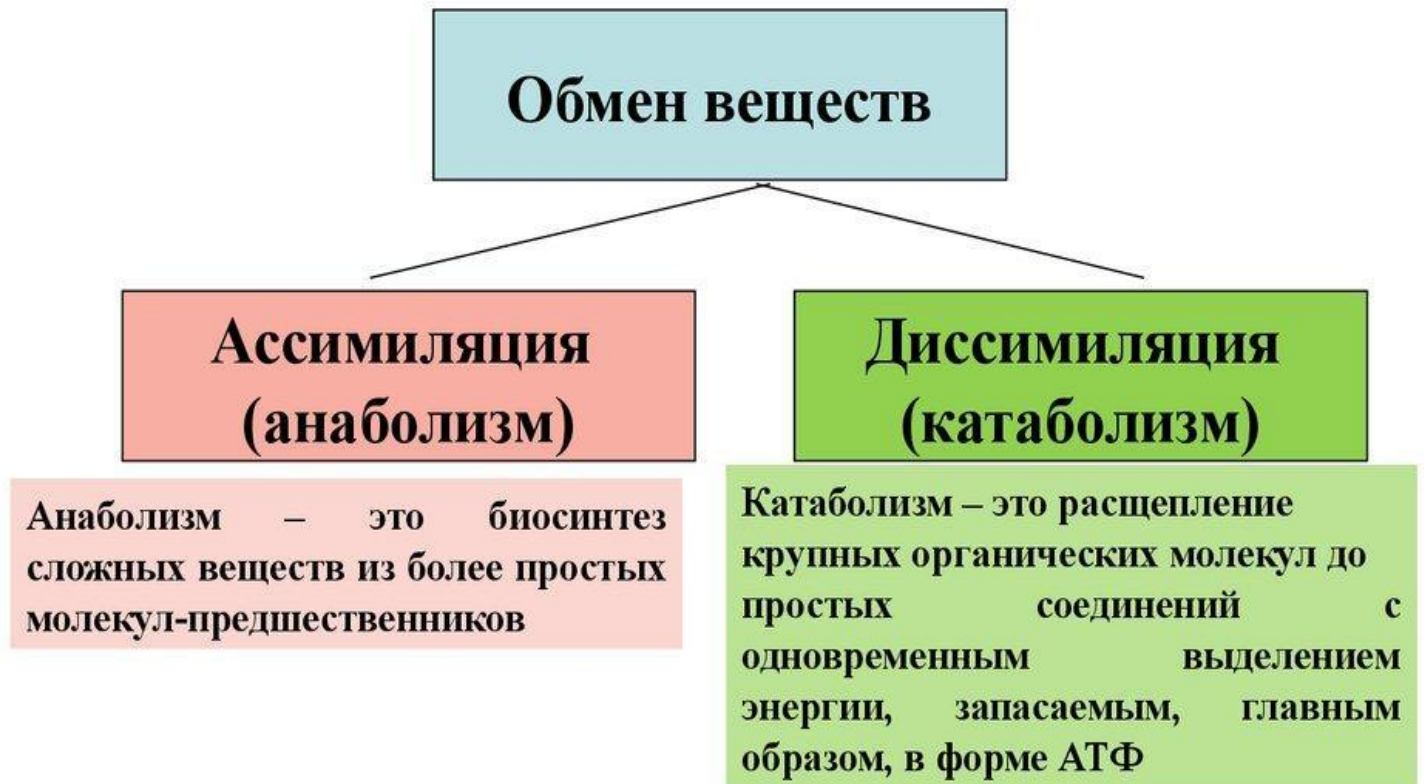 Обмен веществ
Ассимиляция
(анаболизм)
Анаболизм – это биосинтез
сложных веществ из более простых
молекул-предшественников
Диссимиляция
(катаболизм)
Катаболизм – это расщепление
крупных органических молекул до
простых соединений с
одновременным выделением
энергии, запасаемым, главным
образом, в форме АТФ